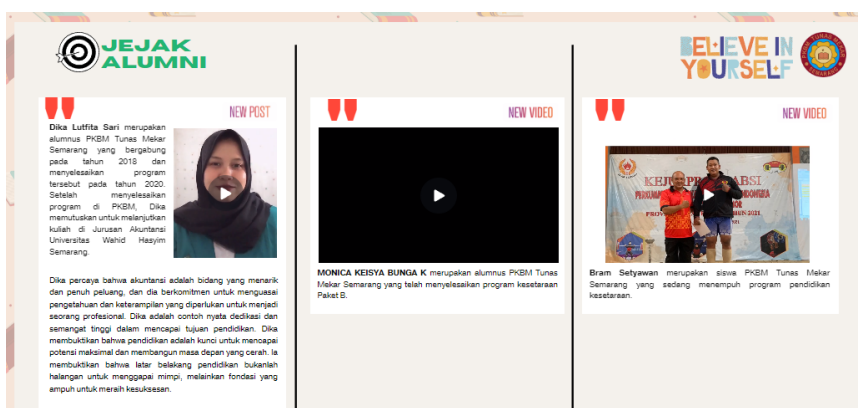 JEJAK
ALUMNI
BELIEVE IN
YOURSELF
NEW POST
Dika Lutfita Sari merupakan
alumnus PKBM Tunas Mekar
Semarang yang bergabung
pada tahun 2018 dan
menyelesaikan program
tersebut pada tahun 2020.
Setelah menyelesaikan
program di PKBM, Dika
memutuskan untuk melanjutkan
kuliah di Jurusan Akuntansi
Universitas Wahid Hasyim
Semarang.
Dika percaya bahwa akuntansi adalah bidang yang menarik
dan penuh peluang, dan dia berkomitmen untuk menguasai
pengetahuan dan keterampilan yang diperlukan untuk menjadi
seorang profesional. Dika adalah contoh nyata dedikasi dan
semangat tinggi dalam mencapai tujuan pendidikan. Dika
membuktikan bahwa pendidikan adalah kunci untuk mencapai
potensi maksimal dan membangun masa depan yang cerah. Ia
membuktikan bahwa latar belakang pendidikan bukanlah
halangan untuk menggapai mimpi, melainkan fondasi yang
ampuh untuk meraih kesuksesan.
NEW VIDEO
MONICA KEISYA BUNGA K merupakan alumnus PKBM Tunas
Mekar Semarang yang telah menyelesaikan program kesetaraan
Paket B.
NEW VIDEO
Bram Setyawan merupakan siswa PKBM Tunas Mekar
Semarang yang sedang menempuh program pendidikan
kesetaraan.